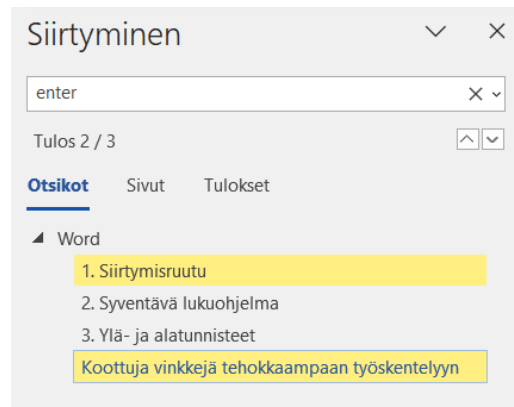 Siirtyminen
enter
Tulos 2 / 3
Otsikot Sivut Tulokset
Word
1. Siirtymisruutu
2. Syventävä lukuohjelma
3. Ylä- ja alatunnisteet
Koottuja vinkkejä tehokkaampaan työskentelyyn